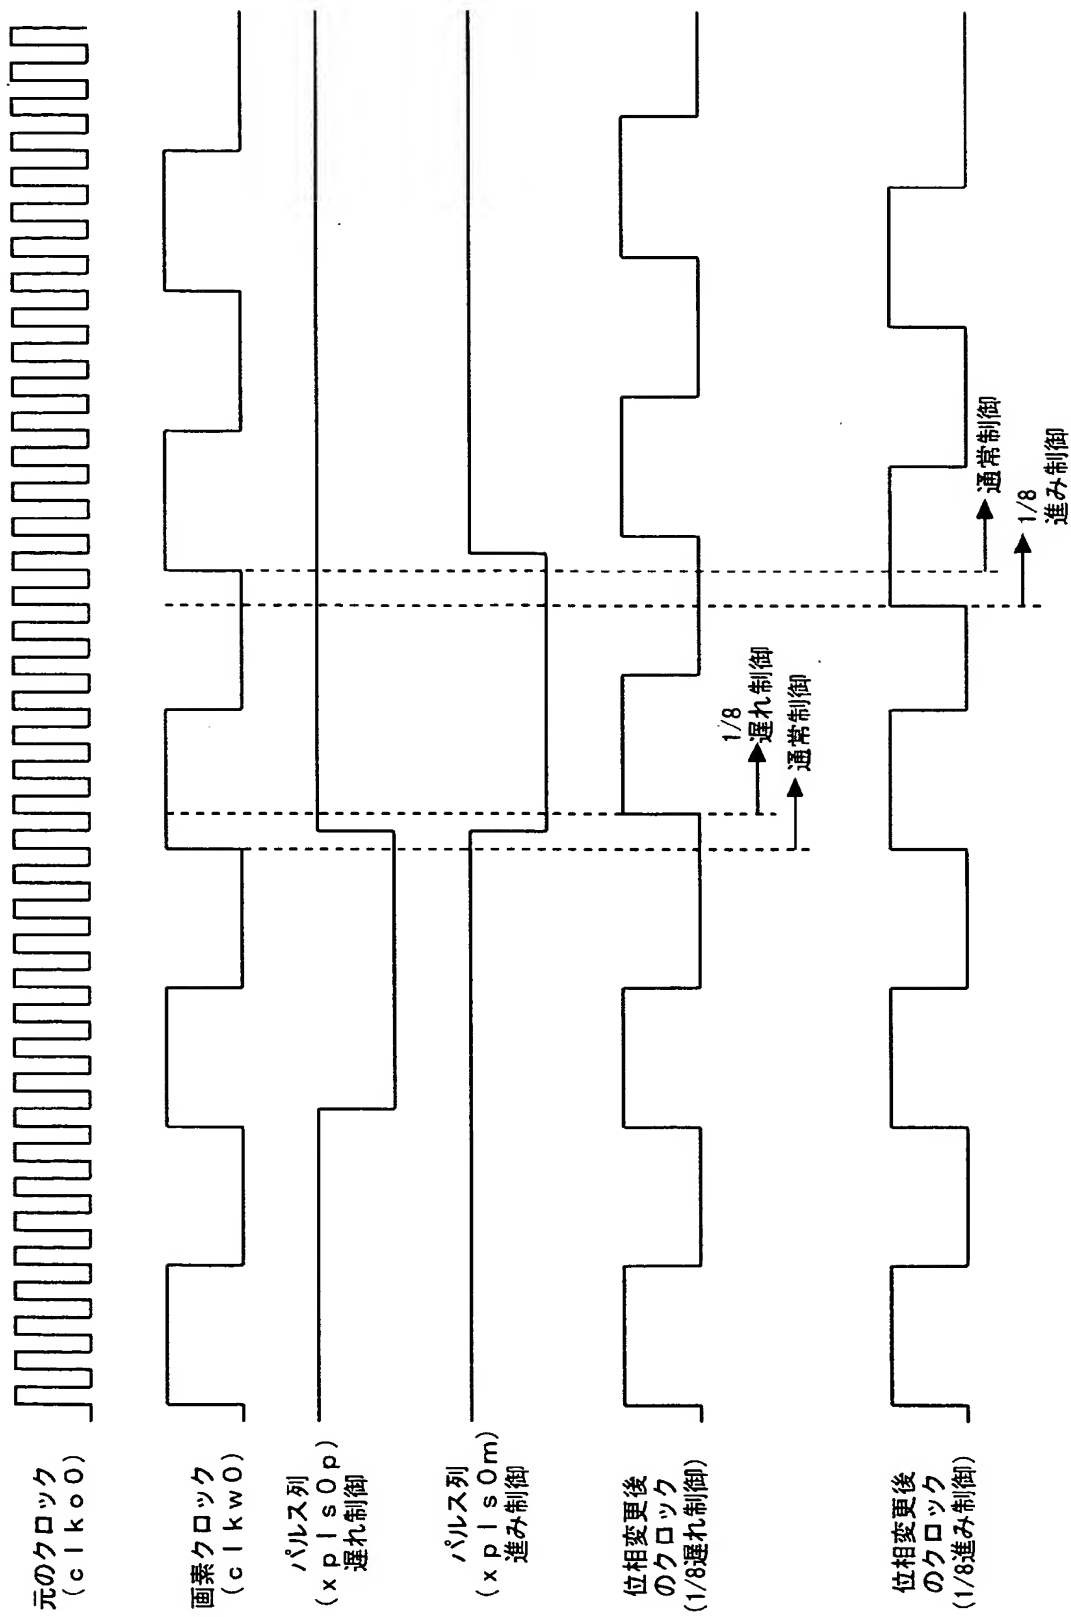 元のクロック
(ｃｌｋｏ０)
画素クロック
(ｃｌｋｗ０)
パルス列
(ｘｐｌｓ０ｐ)
遅れ制御
パルス列
(ｘｐｌｓ０ｍ)
進み制御
位相変更後
のクロック
(1/8遅れ制御)
位相変更後
のクロック
(1/8進み制御)
1/8
遅れ制御
通常制御
通常制御
1/8
進み制御